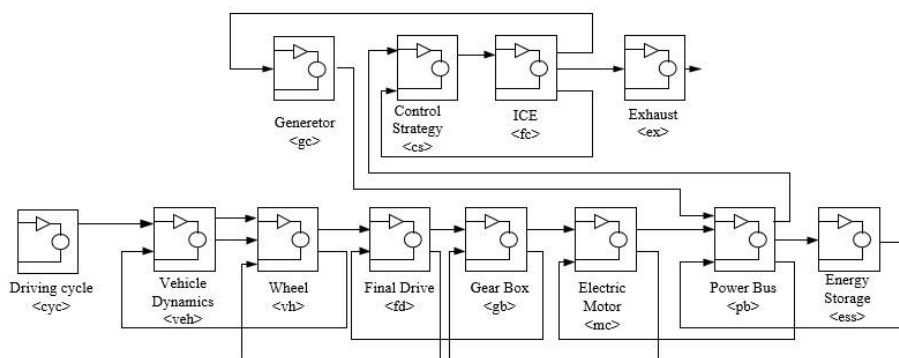 Generetor
<gc>
Control
Strategy
<cs>
ICE
<fc>
Exhaust
<ex>
Driving cycle
<cyc>
Vehicle
Dynamics
<veh>
Wheel
<vh>
Final Drive
<fd>
Gear Box
<gb>
Electric
Motor
<mc>
Power Bus
<pb>
Energy
Storage
<ess>